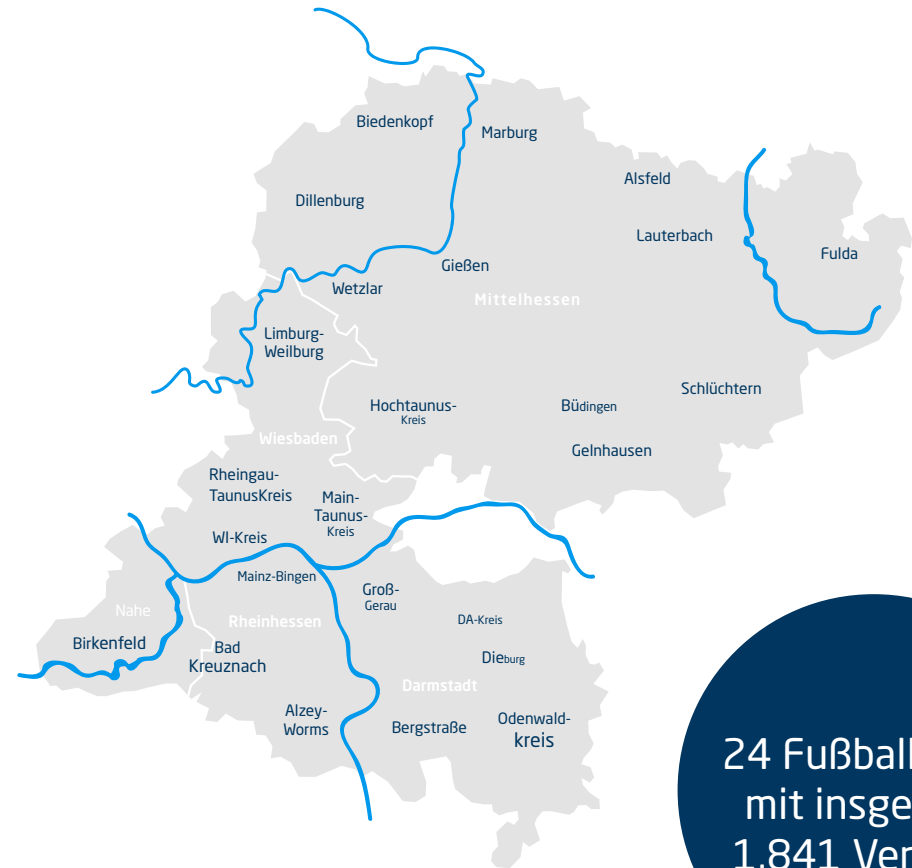 Biedenkopf
Marburg
Alsfeld
Dillenburg
Lauterbach
Fulda
Gießen
Wetzlar
Mittelhessen
Limburg-
Weilburg
Schlüchtern
Hochtaunus-
Kreis
Büdingen
Wiesbaden
Gelnhausen
Rheingau-
TaunusKreis
Main-
Taunus-
Kreis
WI-Kreis
Mainz-Bingen
Groß-
Gerau
Nahe
Rheinhessen
DA-Kreis
Birkenfeld
Bad
Kreuznach
Dieburg
Darmstadt
Alzey-
Worms
Bergstraße
Odenwald-
kreis
24 Fußball
mit insge
1.841 Ver